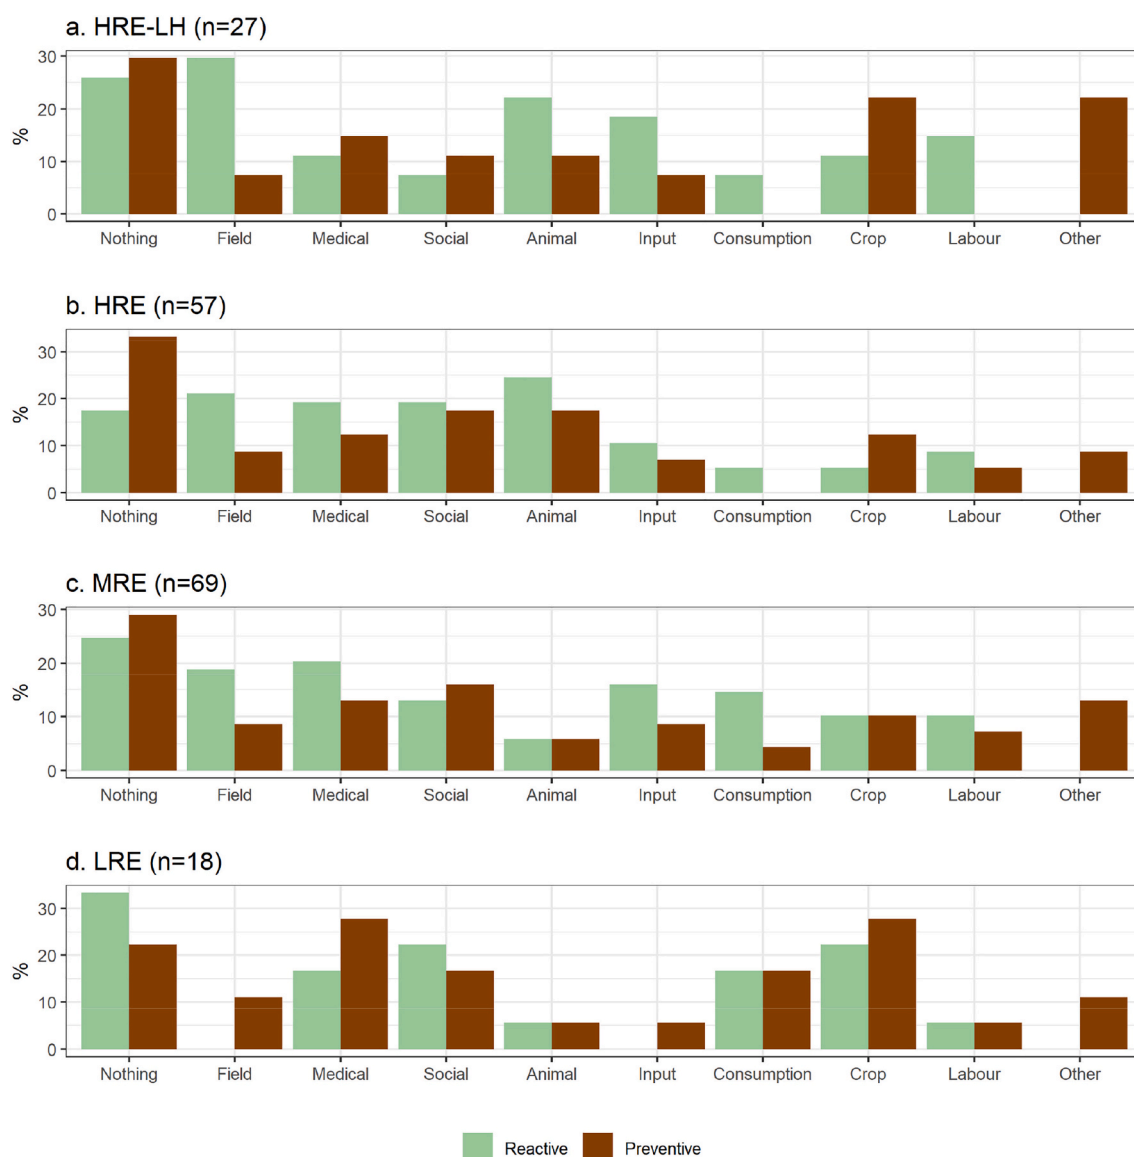 a. HRE-LH (n=27)
30
20
10
0
%
Nothing Field Medical Social Animal Input Consumption Crop Labour Other
b. HRE (n=57)
30
20
10
0
%
Nothing Field Medical Social Animal Input Consumption Crop Labour Other
c. MRE (n=69)
30
20
10
0
%
Nothing Field Medical Social Animal Input Consumption Crop Labour Other
d. LRE (n=18)
30
20
10
0
%
Nothing Field Medical Social Animal Input Consumption Crop Labour Other
Reactive Preventive